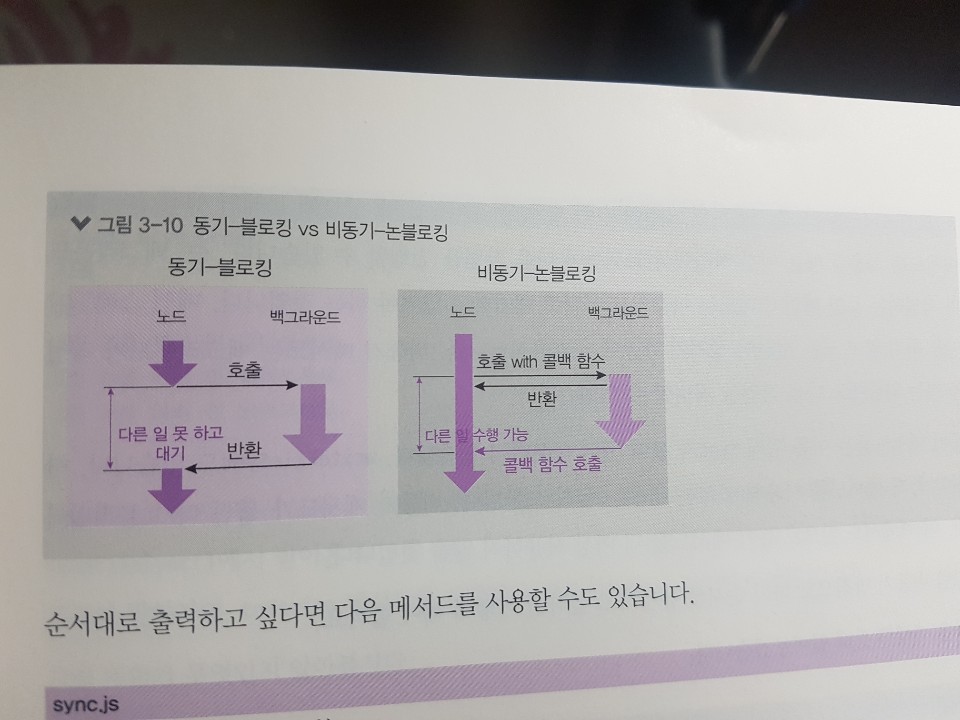 그림 3-10 동기-블로킹 vs 비동기-논블로킹
동기-블로킹
노드 백그라운드
호출
다른 일 못 하고
대기
반환
비동기-논블로킹
노드 백그라운드
호출 with 콜백 함수
반환
다른 일 수행 가능
콜백 함수 호출
순서대로 출력하고 싶다면 다음 메서드를 사용할 수도 있습니다.
sync.js